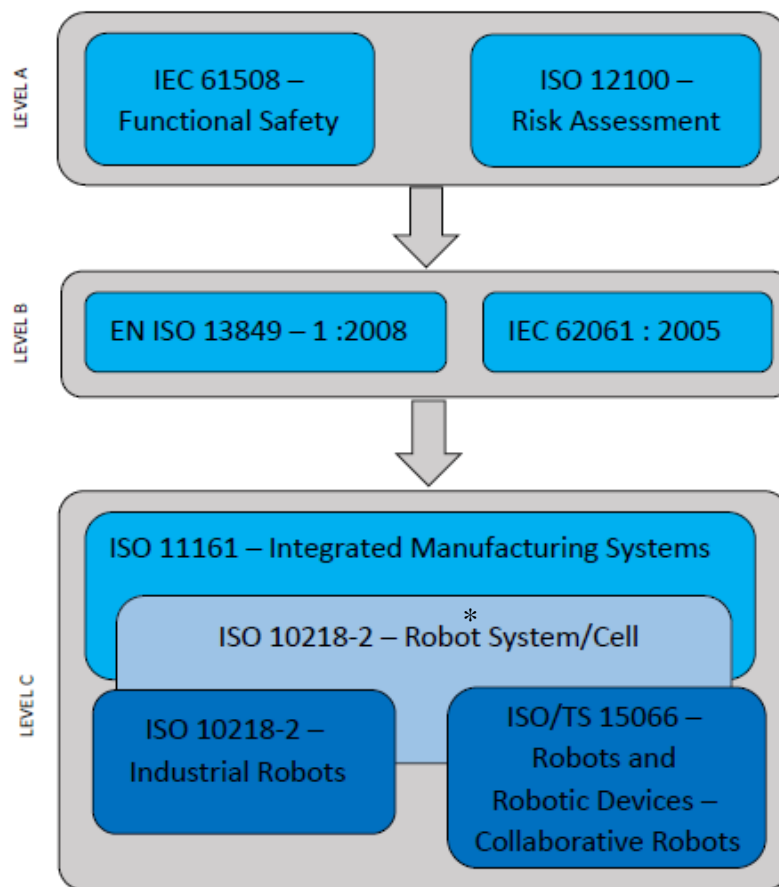 LEVEL A
IEC 61508 –
Functional Safety
ISO 12100 –
Risk Assessment
LEVEL B
EN ISO 13849 – 1 :2008
IEC 62061 : 2005
LEVEL C
ISO 11161 – Integrated Manufacturing Systems
*
ISO 10218-2 – Robot System/Cell
ISO 10218-2 –
Industrial Robots
ISO/TS 15066 –
Robots and
Robotic Devices –
Collaborative Robots